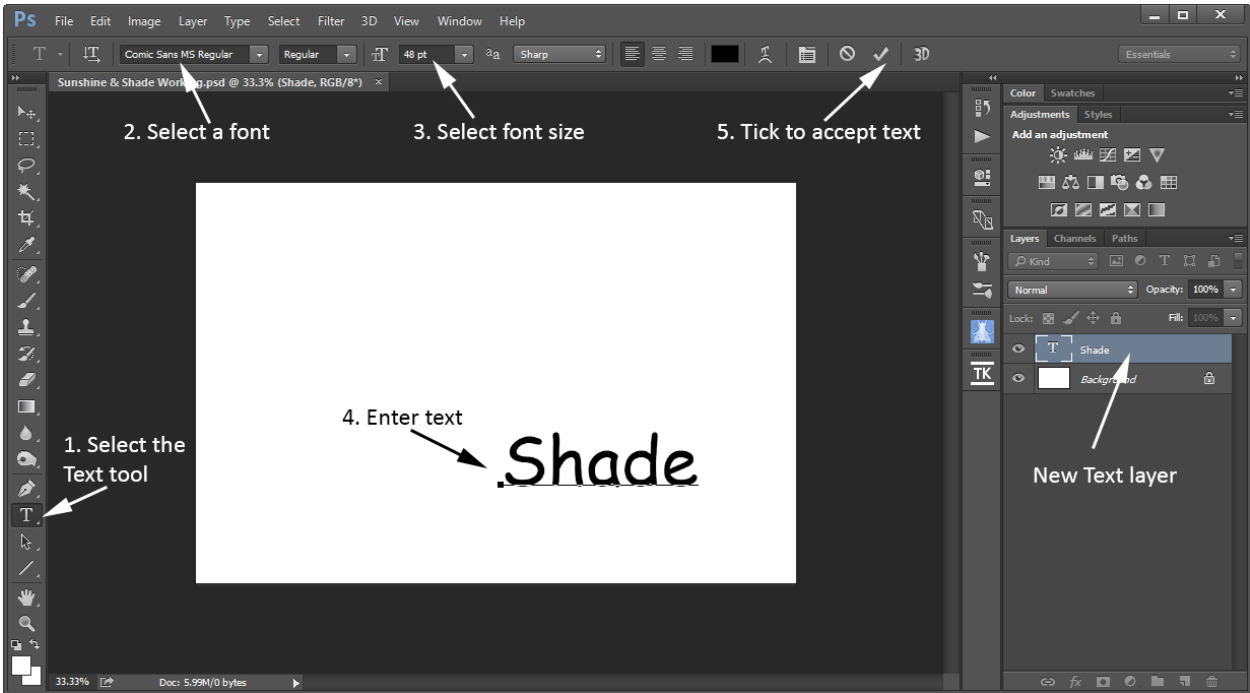 Ps File Edit Image Layer Type Select Filter 3D View Window Help
T T Comic Sans MS Regular Regular T 48 pt aa Sharp 3D Essentials
Sunshine & Shade Working.psd @ 33.3% (Shade, RGB/8*) ×
2. Select a font
3. Select font size
5. Tick to accept text
4. Enter text
Shade
1. Select the
Text tool
T
Color Swatches
Adjustments Styles
Add an adjustment
Layers Channels Paths
Kind T
Normal Opacity: 100%
Lock: Fill: 100%
T Shade
Background
TK
New Text layer
fx
33.33% Doc: 5.99M/0 bytes